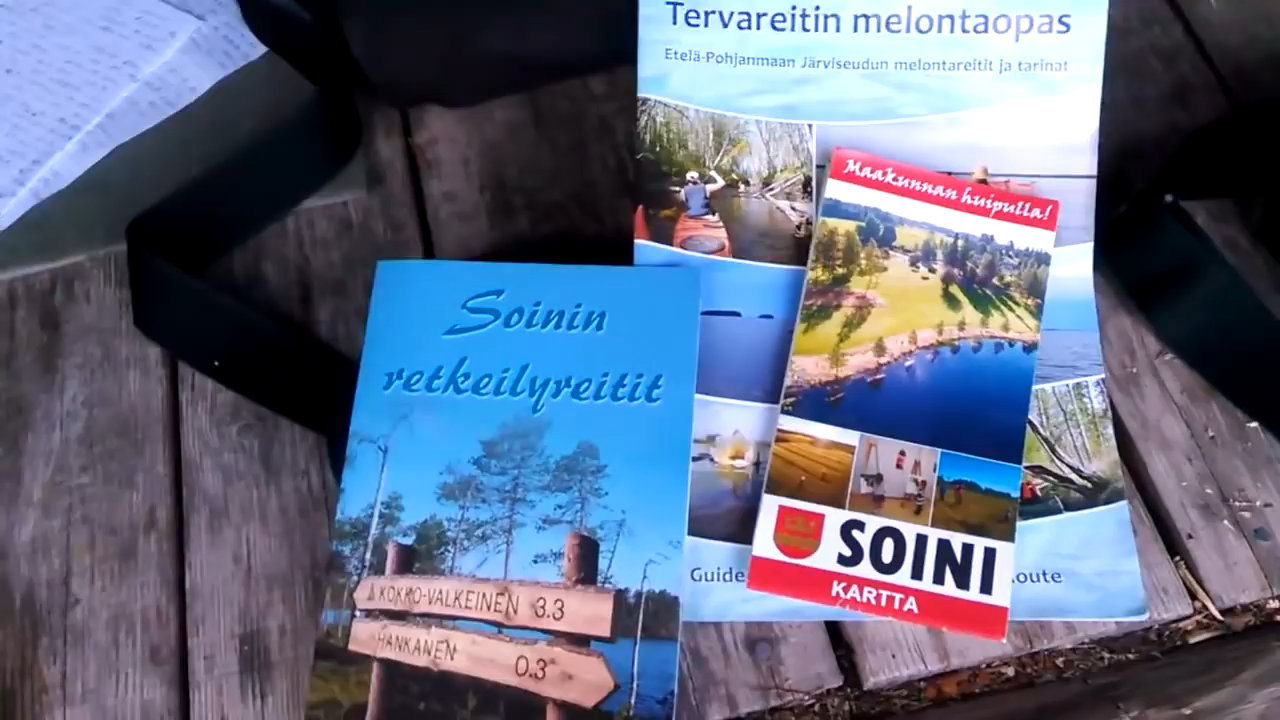 Tervareitin melontaopas
Etelä-Pohjanmaan Järviseudun melontareitit ja tarinat
Maakunnan huipulla!
Soinin
retkeilyreitit
KOKKO-VALKEINEN 3.3
HANKANEN 0.3
SOINI
KARTTA
Guide